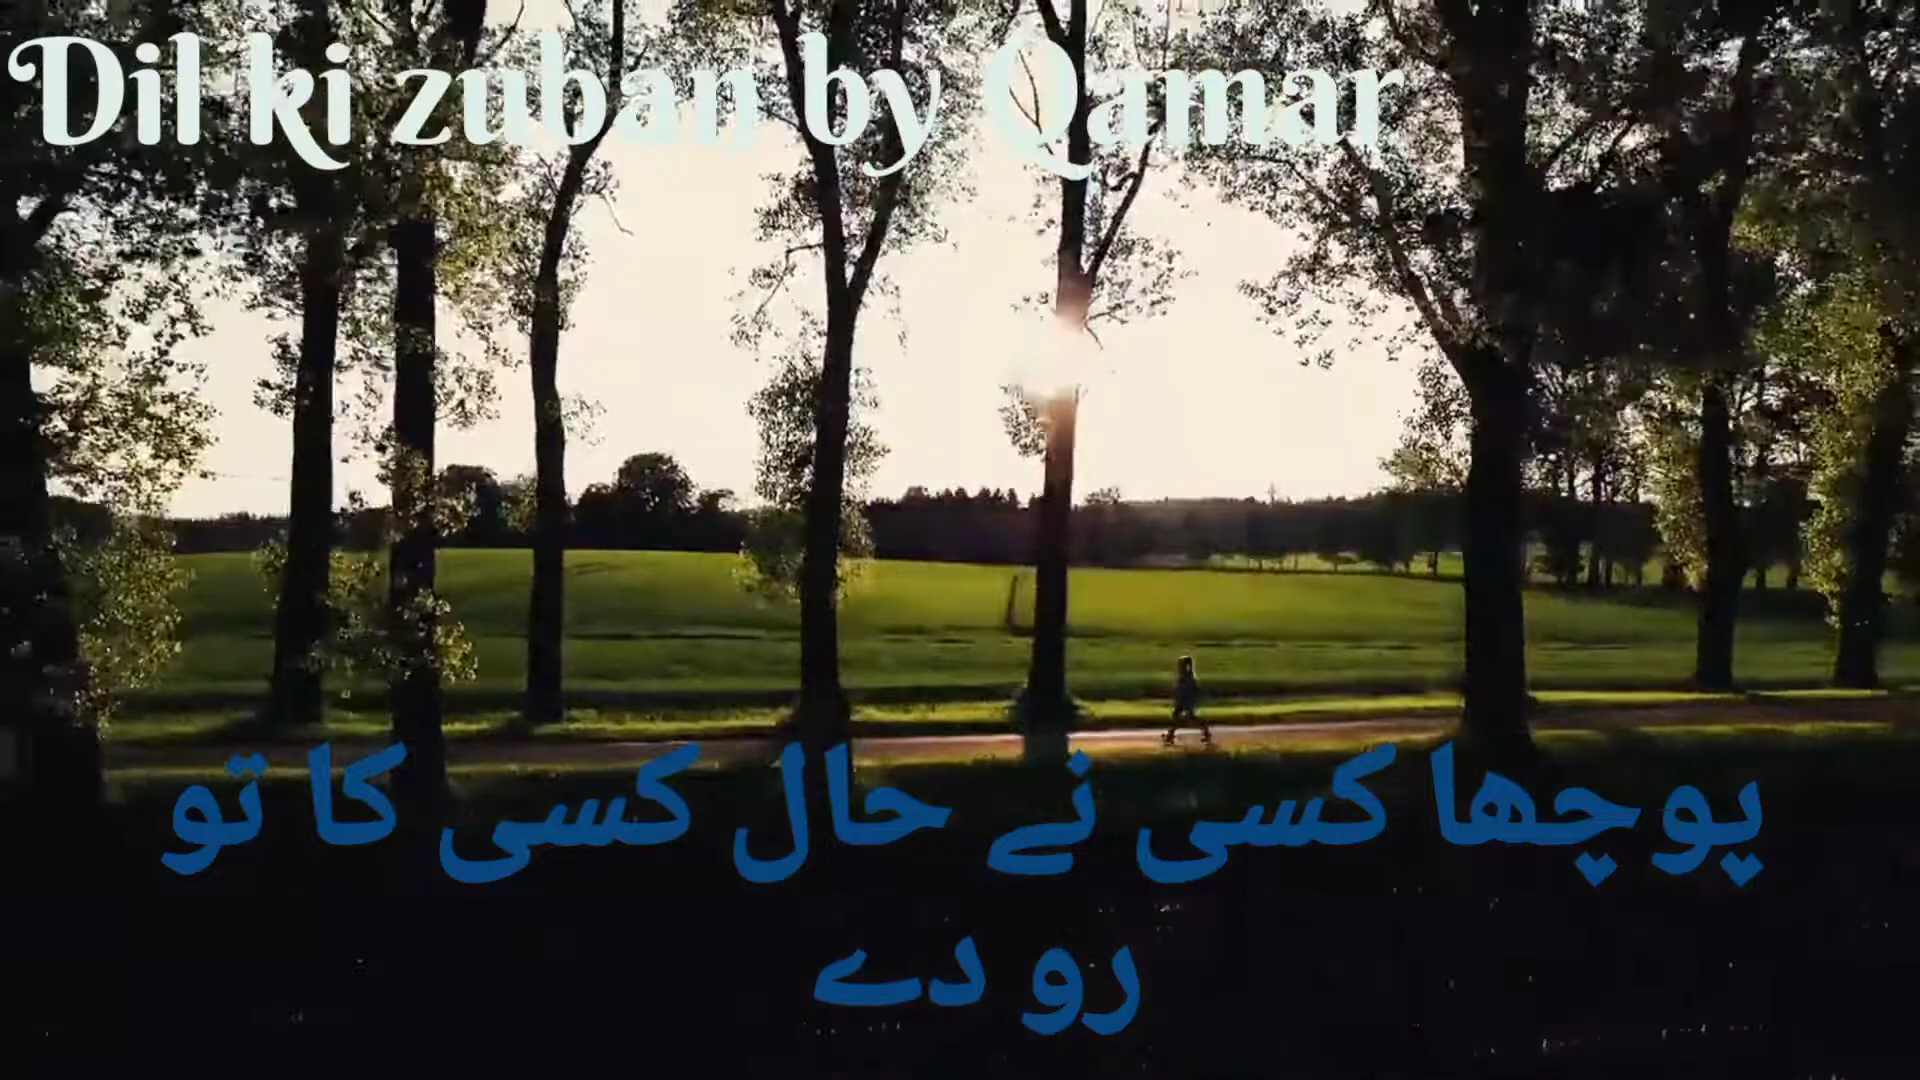 Dil ki zuban by Qamar
پوچھا کسی نے حال کسی کا تو
رو دے